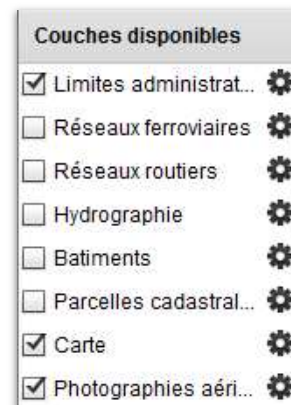 Couches disponibles
Limites administrat...
Réseaux ferroviaires
Réseaux routiers
Hydrographie
Batiments
Parcelles cadastral...
Carte
Photographies aéri...